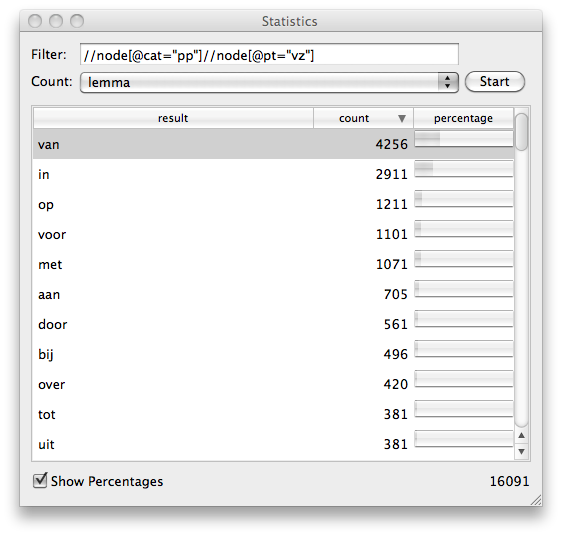 Statistics
Filter: //node[@cat="pp"]//node[@pt="vz"]
Count: lemma Start
result count percentage
van 4256
in 2911
op 1211
voor 1101
met 1071
aan 705
door 561
bij 496
over 420
tot 381
uit 381
Show Percentages 16091